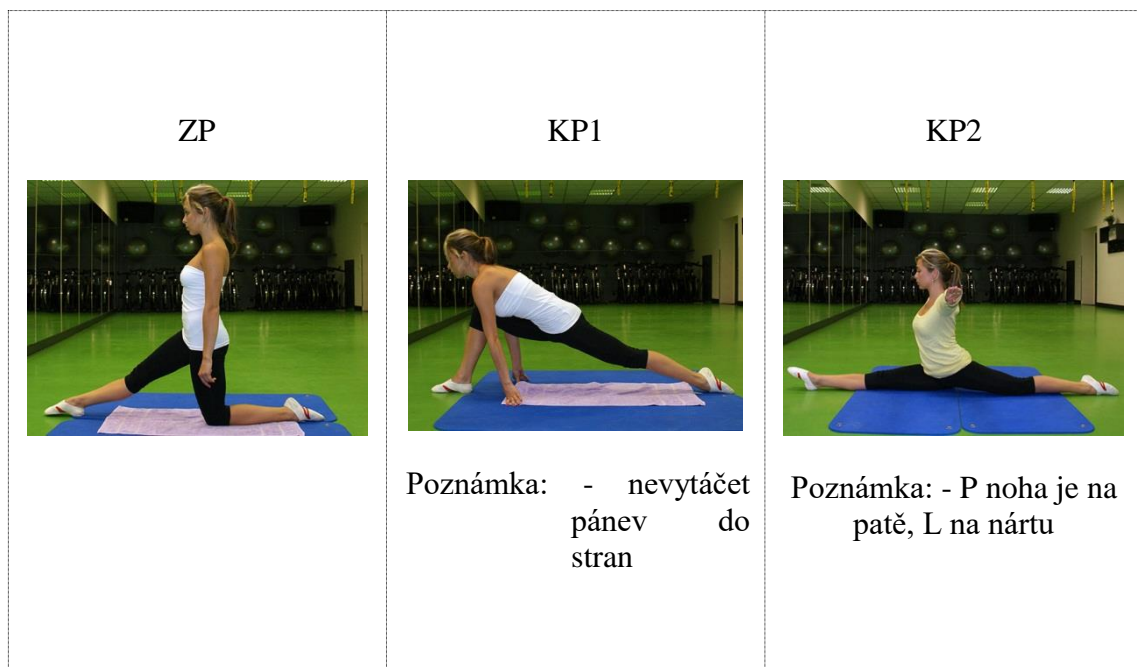 ZP
KP1
KP2
Poznámka: - nevytáčet
pánev do
stran
Poznámka: - P noha je na
patě, L na nártu